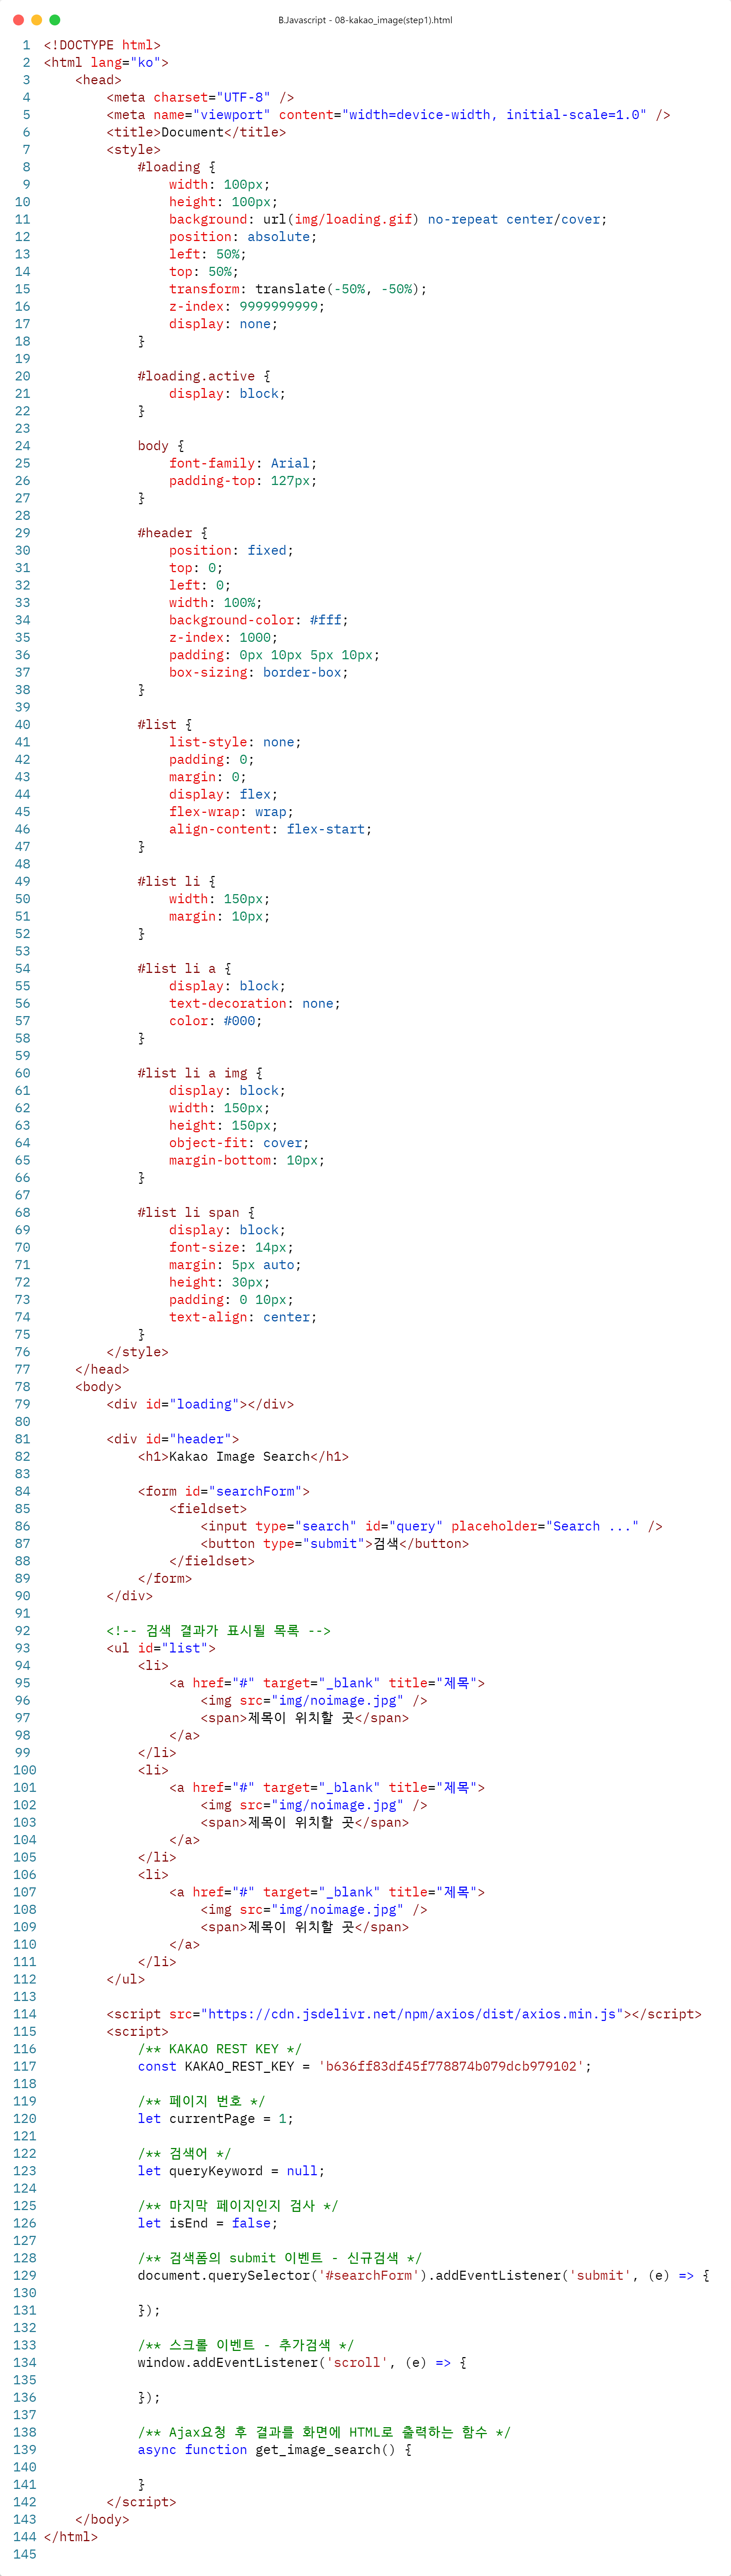 B.Javascript - 08-kakao_image(step1).html
1 <!DOCTYPE html>
2 <html lang="ko">
3     <head>
4         <meta charset="UTF-8" />
5         <meta name="viewport" content="width=device-width, initial-scale=1.0" />
6         <title>Document</title>
7         <style>
8             #loading {
9                 width: 100px;
10                 height: 100px;
11                 background: url(img/loading.gif) no-repeat center/cover;
12                 position: absolute;
13                 left: 50%;
14                 top: 50%;
15                 transform: translate(-50%, -50%);
16                 z-index: 9999999999;
17                 display: none;
18             }
19
20             #loading.active {
21                 display: block;
22             }
23
24             body {
25                 font-family: Arial;
26                 padding-top: 127px;
27             }
28
29             #header {
30                 position: fixed;
31                 top: 0;
32                 left: 0;
33                 width: 100%;
34                 background-color: #fff;
35                 z-index: 1000;
36                 padding: 0px 10px 5px 10px;
37                 box-sizing: border-box;
38             }
39
40             #list {
41                 list-style: none;
42                 padding: 0;
43                 margin: 0;
44                 display: flex;
45                 flex-wrap: wrap;
46                 align-content: flex-start;
47             }
48
49             #list li {
50                 width: 150px;
51                 margin: 10px;
52             }
53
54             #list li a {
55                 display: block;
56                 text-decoration: none;
57                 color: #000;
58             }
59
60             #list li a img {
61                 display: block;
62                 width: 150px;
63                 height: 150px;
64                 object-fit: cover;
65                 margin-bottom: 10px;
66             }
67
68             #list li span {
69                 display: block;
70                 font-size: 14px;
71                 margin: 5px auto;
72                 height: 30px;
73                 padding: 0 10px;
74                 text-align: center;
75             }
76         </style>
77     </head>
78     <body>
79         <div id="loading"></div>
80
81         <div id="header">
82             <h1>Kakao Image Search</h1>
83
84             <form id="searchForm">
85                 <fieldset>
86                     <input type="search" id="query" placeholder="Search ..." />
87                     <button type="submit">검색</button>
88                 </fieldset>
89             </form>
90         </div>
91
92         <!-- 검색 결과가 표시될 목록 -->
93         <ul id="list">
94             <li>
95                 <a href="#" target="_blank" title="제목">
96                     <img src="img/noimage.jpg" />
97                     <span>제목이 위치할 곳</span>
98                 </a>
99             </li>
100             <li>
101                 <a href="#" target="_blank" title="제목">
102                     <img src="img/noimage.jpg" />
103                     <span>제목이 위치할 곳</span>
104                 </a>
105             </li>
106             <li>
107                 <a href="#" target="_blank" title="제목">
108                     <img src="img/noimage.jpg" />
109                     <span>제목이 위치할 곳</span>
110                 </a>
111             </li>
112         </ul>
113
114         <script src="https://cdn.jsdelivr.net/npm/axios/dist/axios.min.js"></script>
115         <script>
116             /** KAKAO REST KEY */
117             const KAKAO_REST_KEY = 'b636ff83df45f778874b079dcb979102';
118
119             /** 페이지 번호 */
120             let currentPage = 1;
121
122             /** 검색어 */
123             let queryKeyword = null;
124
125             /** 마지막 페이지인지 검사 */
126             let isEnd = false;
127
128             /** 검색폼의 submit 이벤트 - 신규검색 */
129             document.querySelector('#searchForm').addEventListener('submit', (e) => {
130
131             });
132
133             /** 스크롤 이벤트 - 추가검색 */
134             window.addEventListener('scroll', (e) => {
135
136             });
137
138             /** Ajax요청 후 결과를 화면에 HTML로 출력하는 함수 */
139             async function get_image_search() {
140
141             }
142         </script>
143     </body>
144 </html>
145